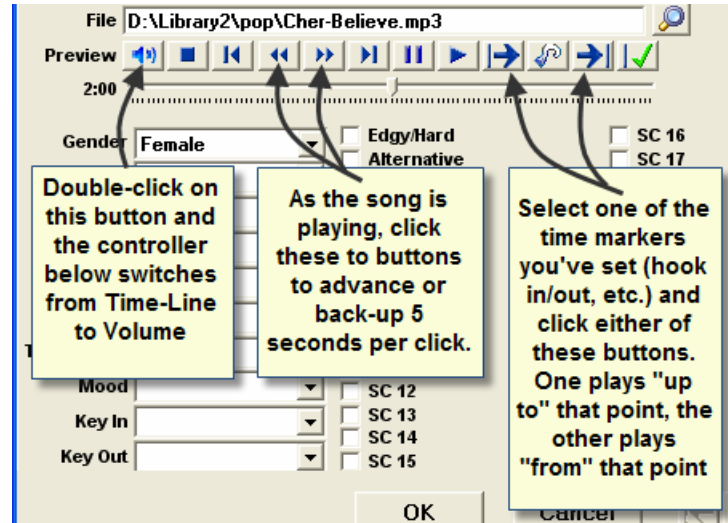 File D:\Library2\pop\Cher-Believe.mp3
Preview
2:00
Gender Female
Edgy/Hard
SC 16
Alternative
SC 17
Double-click on
this button and
the controller
below switches
from Time-Line
to Volume
As the song is
playing, click
these to buttons
to advance or
back-up 5
seconds per click.
Select one of the
time markers
you've set (hook
in/out, etc.) and
click either of
these buttons.
One plays "up
to" that point, the
other plays
"from" that point
T
Mood
SC 12
Key In
SC 13
SC 14
Key Out
SC 15
OK
Cancel